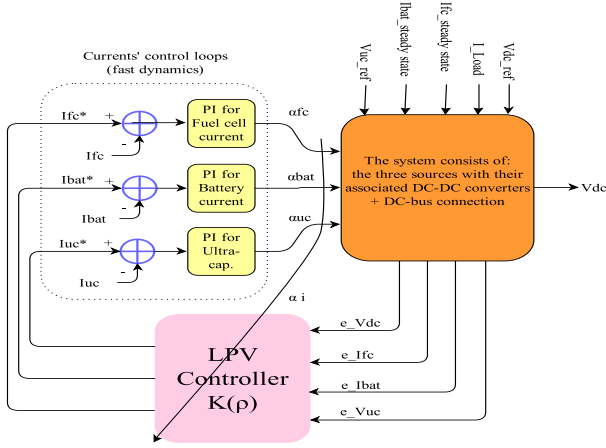 Currents' control loops
(fast dynamics)
Vuc_ref
Ibat_steady state
Ifc_steady state
I_Load
Vdc_ref
Ifc*
+
-
Ifc
PI for
Fuel cell
current
αfc
Ibat*
+
-
Ibat
PI for
Battery
current
αbat
Iuc*
+
-
Iuc
PI for
Ultra-
cap.
αuc
The system consists of:
the three sources with their
associated DC-DC converters
+ DC-bus connection
Vdc
α i
LPV
Controller
K(ρ)
e_Vdc
e_Ifc
e_Ibat
e_Vuc